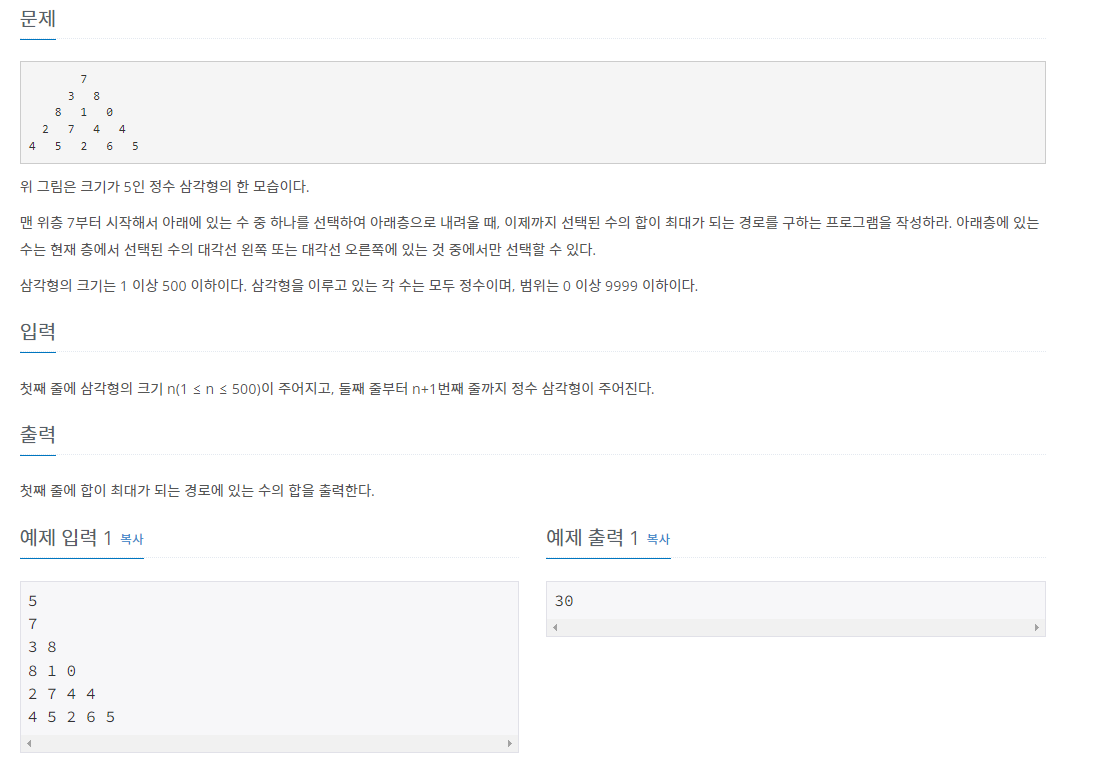 문제
7
3 8
8 1 0
2 7 4 4
4 5 2 6 5
위 그림은 크기가 5인 정수 삼각형의 한 모습이다.
맨 위층 7부터 시작해서 아래에 있는 수 중 하나를 선택하여 아래층으로 내려올 때, 이제까지 선택된 수의 합이 최대가 되는 경로를 구하는 프로그램을 작성하라. 아래층에 있는
수는 현재 층에서 선택된 수의 대각선 왼쪽 또는 대각선 오른쪽에 있는 것 중에서만 선택할 수 있다.
삼각형의 크기는 1 이상 500 이하이다. 삼각형을 이루고 있는 각 수는 모두 정수이며, 범위는 0 이상 9999 이하이다.
입력
첫째 줄에 삼각형의 크기 n(1 ≤ n ≤ 500)이 주어지고, 둘째 줄부터 n+1번째 줄까지 정수 삼각형이 주어진다.
출력
첫째 줄에 합이 최대가 되는 경로에 있는 수의 합을 출력한다.
예제 입력 1 복사
5
7
3 8
8 1 0
2 7 4 4
4 5 2 6 5
예제 출력 1 복사
30